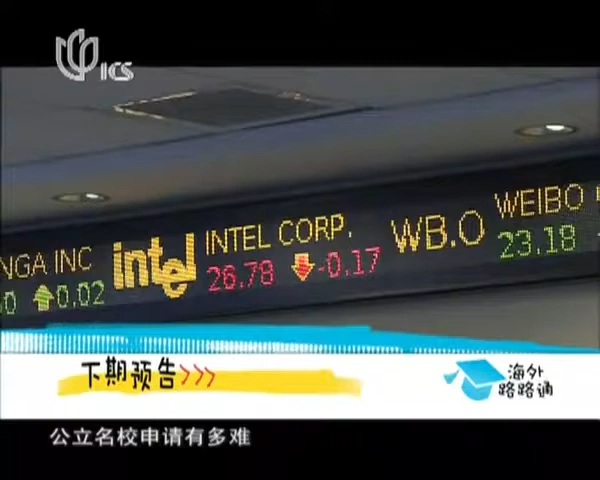 ICS
NGA INC
0.02
intel
INTEL CORP.
26.78 -0.17
WB.O
WEIBO
23.18
下期预告>>>
海外
路路通
公立名校申请有多难